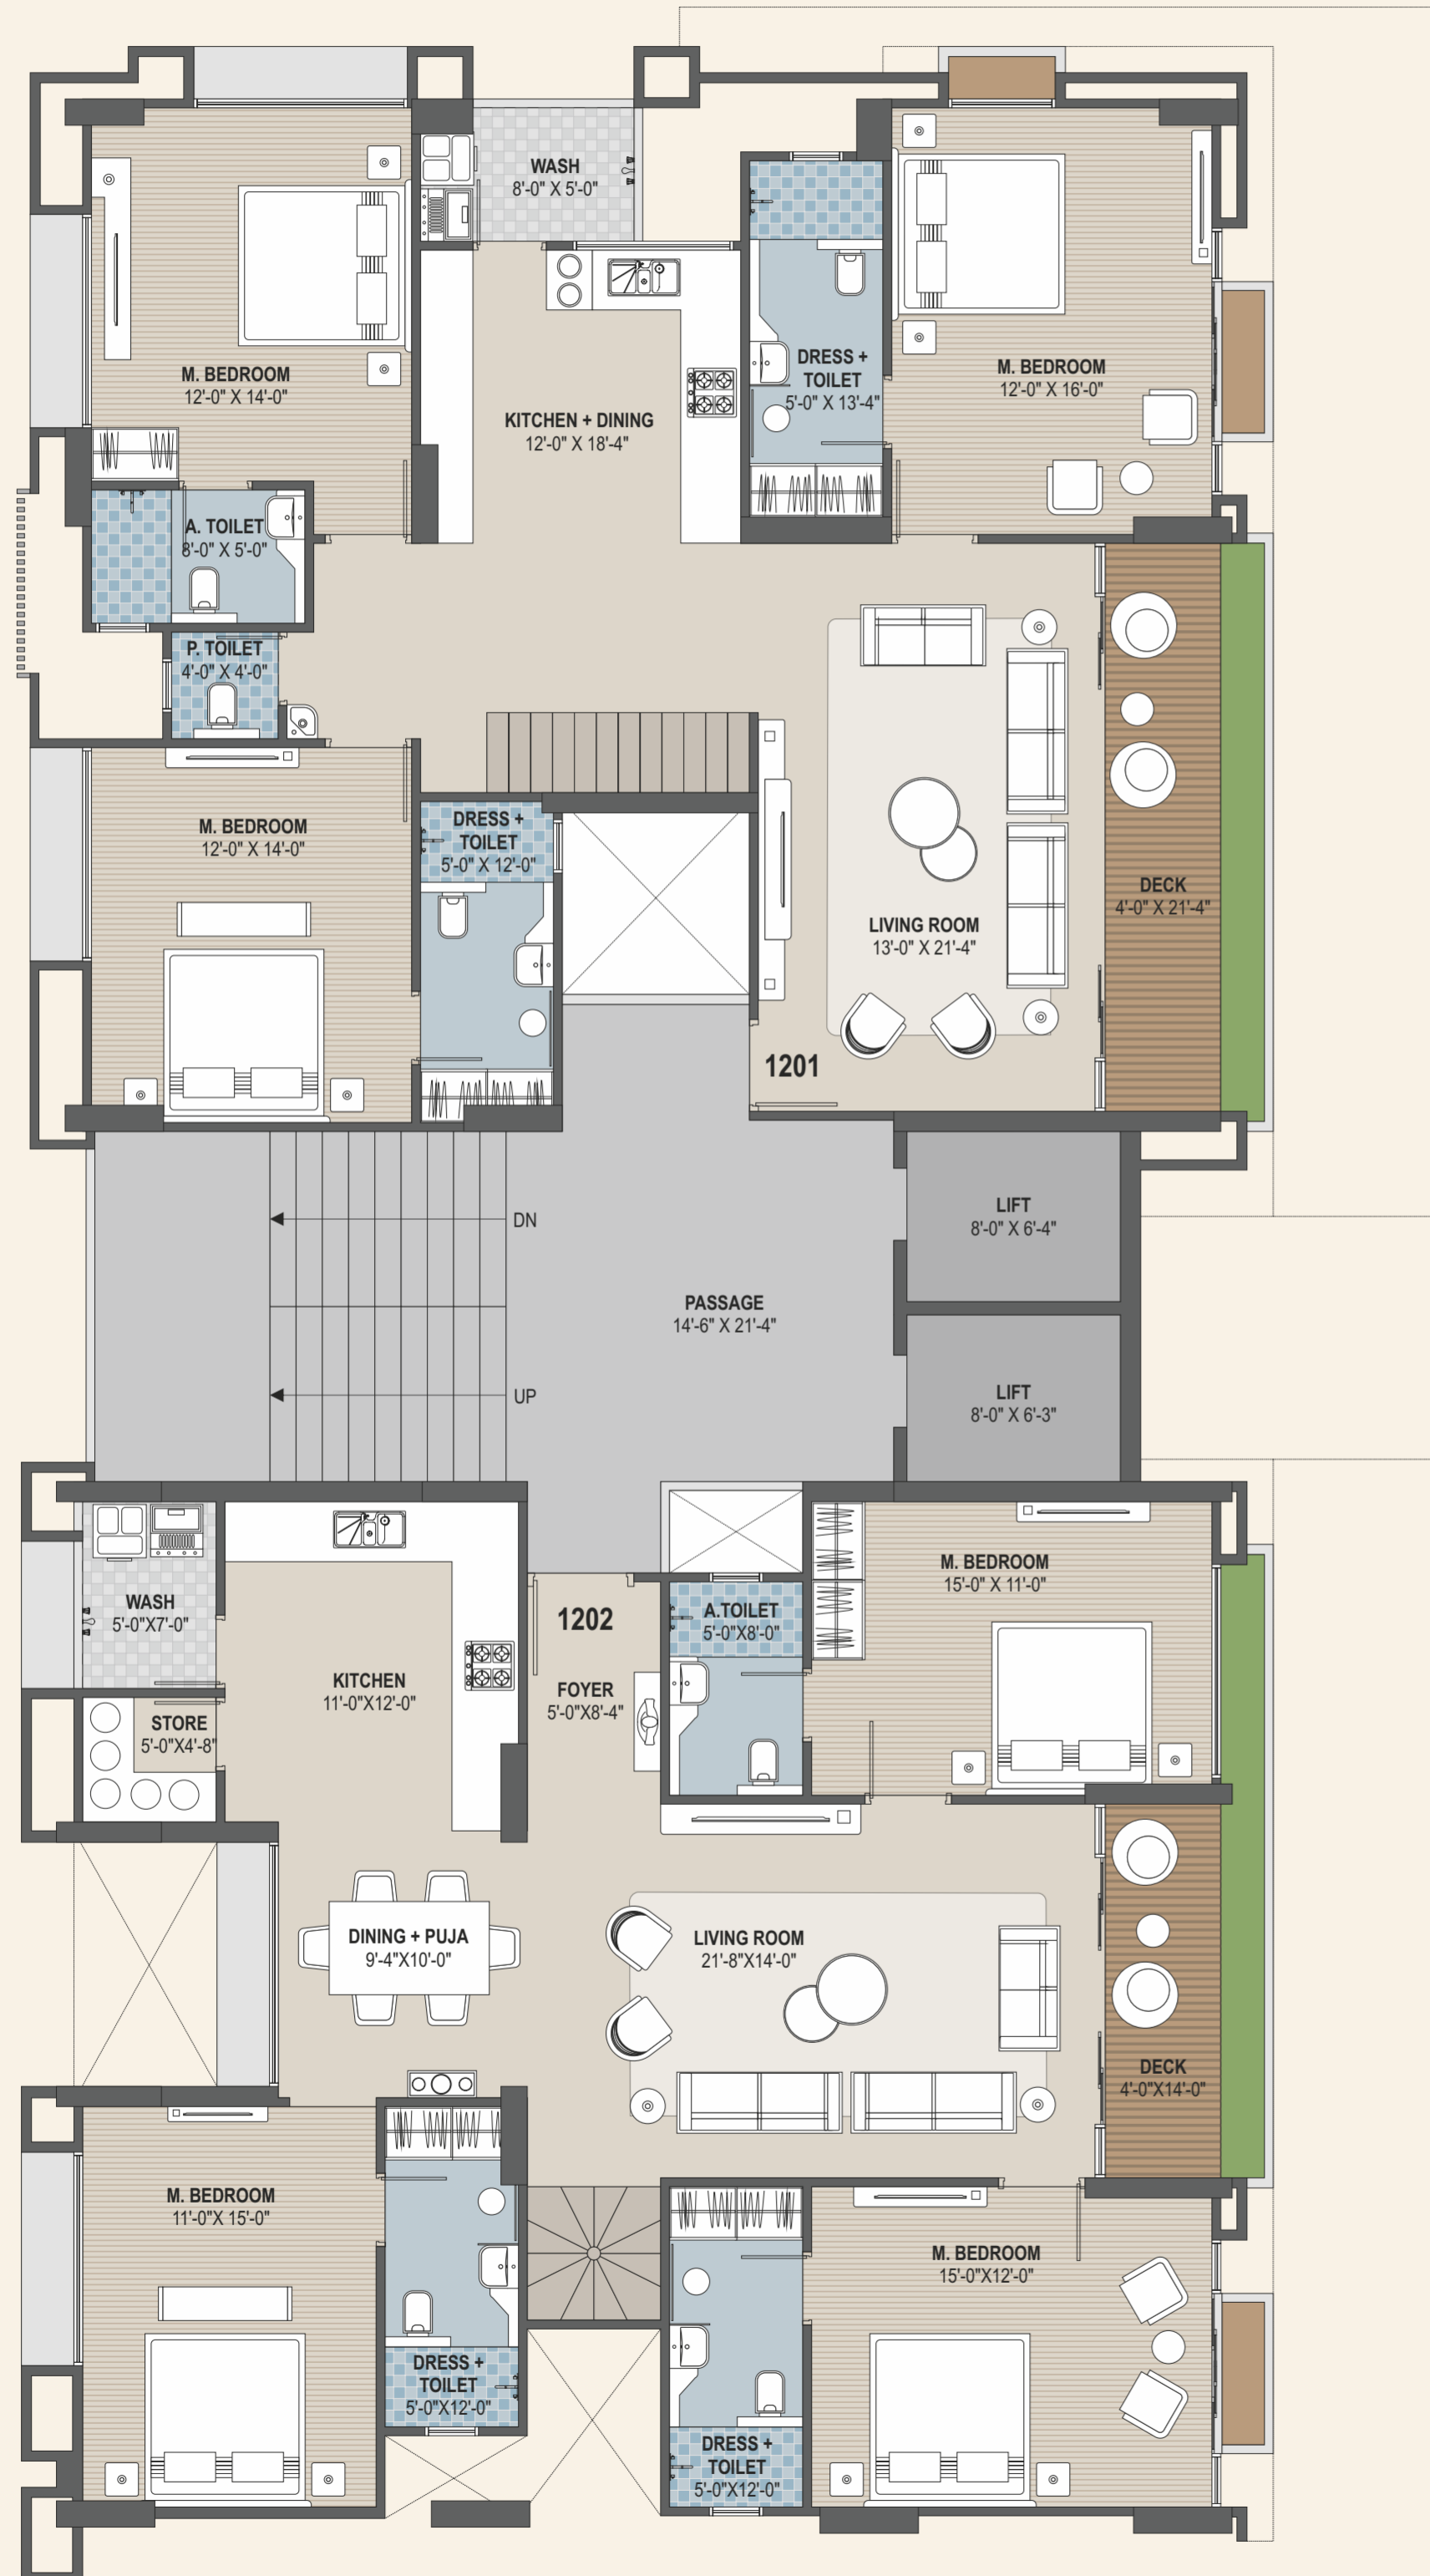 WASH
8'-0" X 5'-0"
M. BEDROOM
12'-0" X 14'-0"
DRESS +
TOILET
5'-0" X 13'-4"
M. BEDROOM
12'-0" X 16'-0"
KITCHEN + DINING
12'-0" X 18'-4"
A. TOILET
8'-0" X 5'-0"
P. TOILET
4'-0" X 4'-0"
M. BEDROOM
12'-0" X 14'-0"
DRESS +
TOILET
5'-0" X 12'-0"
LIVING ROOM
13'-0" X 21'-4"
DECK
4'-0" X 21'-4"
1201
LIFT
8'-0" X 6'-4"
DN
PASSAGE
14'-6" X 21'-4"
UP
LIFT
8'-0" X 6'-3"
WASH
5'-0"X7'-0"
1202
A.TOILET
5'-0"X8'-0"
M. BEDROOM
15'-0" X 11'-0"
KITCHEN
11'-0"X12'-0"
FOYER
5'-0"X8'-4"
STORE
5'-0"X4'-8"
DINING + PUJA
9'-4"X10'-0"
LIVING ROOM
21'-8"X14'-0"
DECK
4'-0"X14'-0"
M. BEDROOM
11'-0"X 15'-0"
M. BEDROOM
15'-0"X12'-0"
DRESS +
TOILET
5'-0"X12'-0"
DRESS +
TOILET
5'-0"X12'-0"